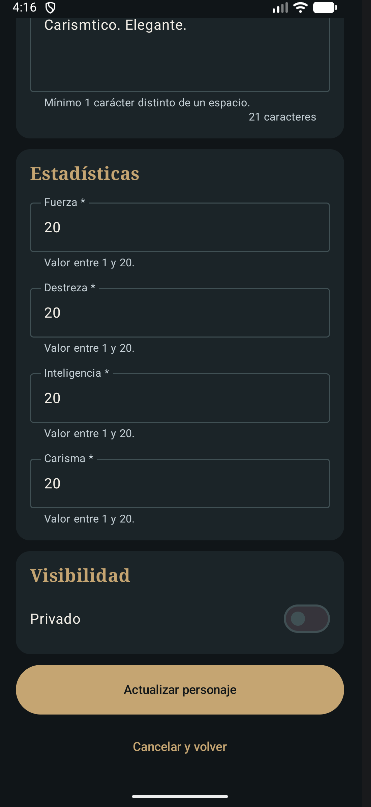 4:16
Carismtico. Elegante.
Mínimo 1 carácter distinto de un espacio.
21 caracteres
Estadísticas
Fuerza *
20
Valor entre 1 y 20.
Destreza *
20
Valor entre 1 y 20.
Inteligencia *
20
Valor entre 1 y 20.
Carisma *
20
Valor entre 1 y 20.
Visibilidad
Privado
Actualizar personaje
Cancelar y volver